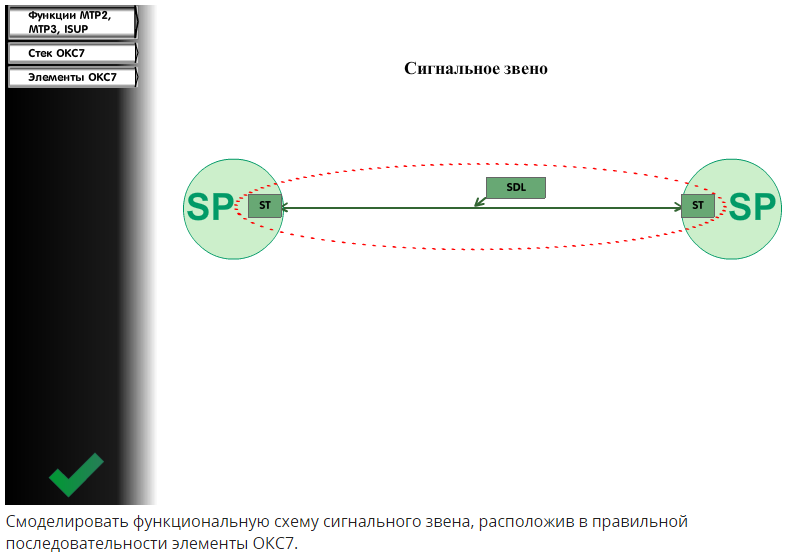 Функции МТР2,
МТР3, ISUP
Стек ОКС7
Элементы ОКС7
Сигнальное звено
SDL
SP
ST
ST
SP
Смоделировать функциональную схему сигнального звена, расположив в правильной
последовательности элементы ОКС7.